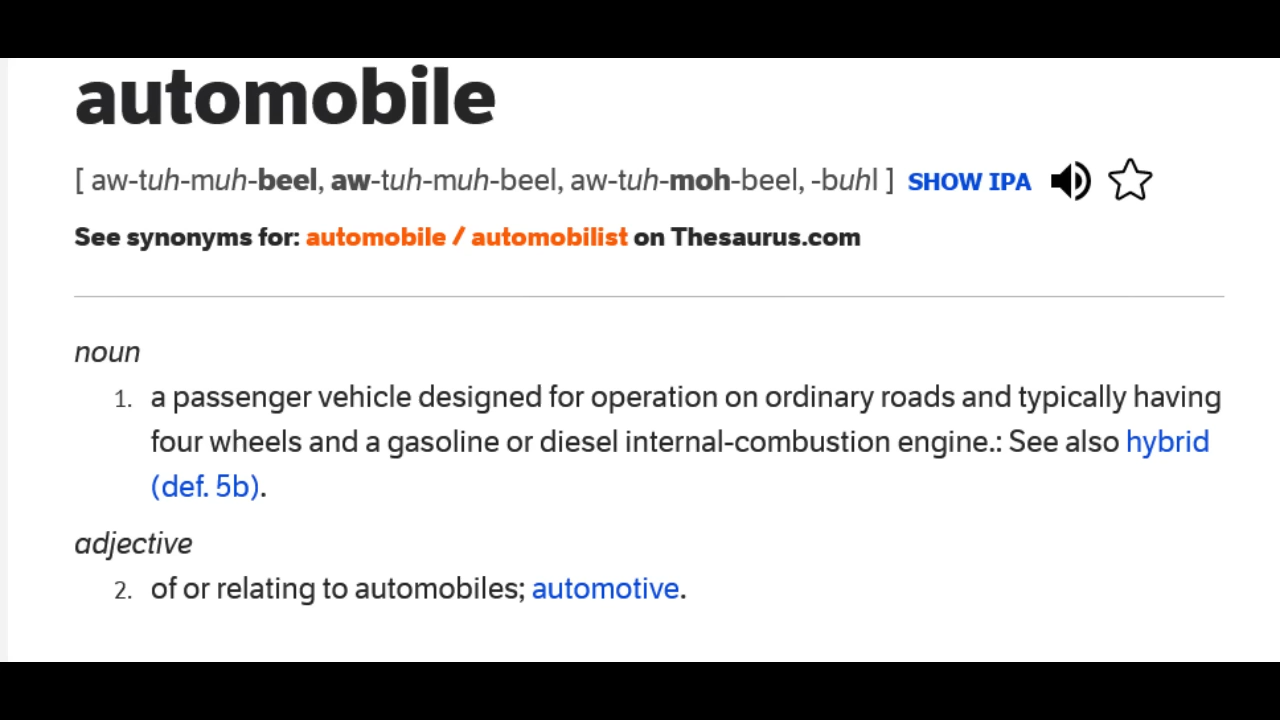 automobile
[ aw-tuh-muh-beel, aw-tuh-muh-beel, aw-tuh-moh-beel, -buhl ] SHOW IPA
See synonyms for: automobile / automobilist on Thesaurus.com
noun
1. a passenger vehicle designed for operation on ordinary roads and typically having
four wheels and a gasoline or diesel internal-combustion engine.: See also hybrid
(def. 5b).
adjective
2. of or relating to automobiles; automotive.